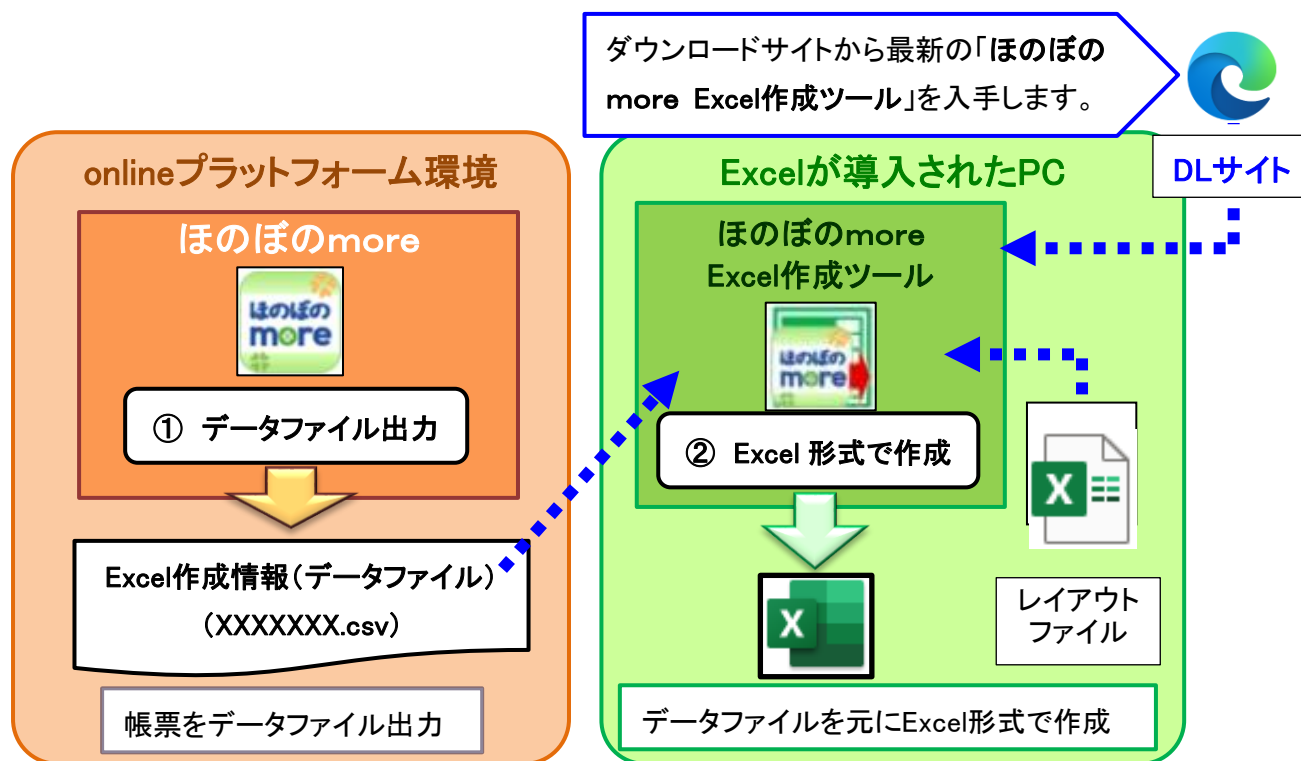 ダウンロードサイトから最新の「ほのぼの
more Excel作成ツール」を入手します。
DLサイト
onlineプラットフォーム環境
ほのぼのmore
ほのぼの
more
① データファイル出力
Excel作成情報(データファイル)
(XXXXXXX.csv)
帳票をデータファイル出力
Excelが導入されたPC
ほのぼのmore
Excel作成ツール
ほのぼの
more
② Excel 形式で作成
X
レイアウト
ファイル
X
データファイルを元にExcel形式で作成